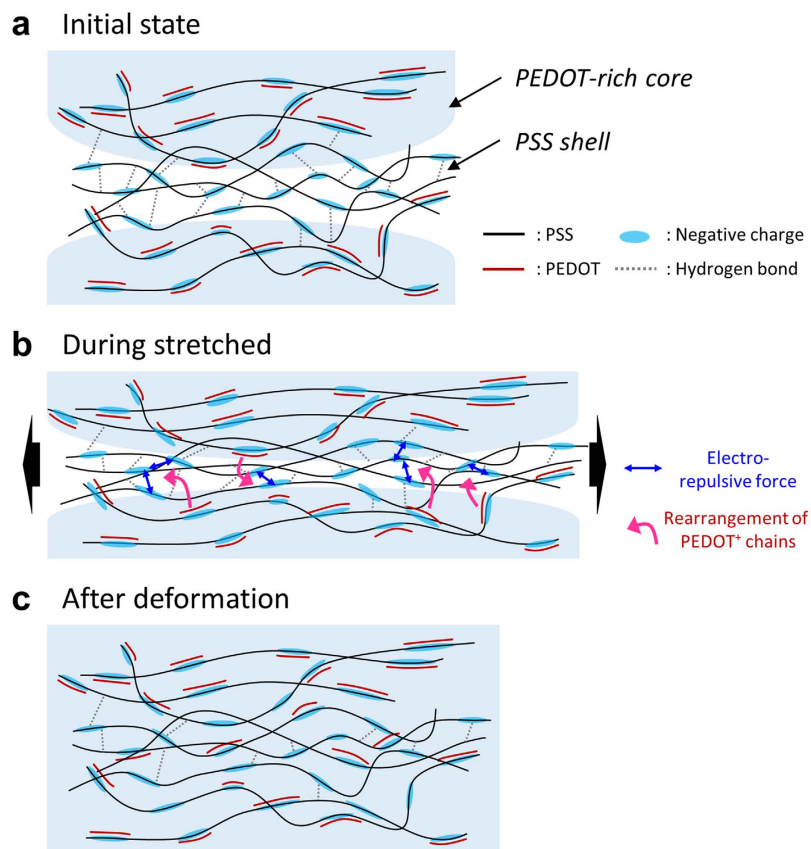 a Initial state
PEDOT-rich core
PSS shell
: PSS
: Negative charge
: PEDOT
: Hydrogen bond
b During stretched
Electro-
repulsive force
Rearrangement of
PEDOT⁺ chains
c After deformation